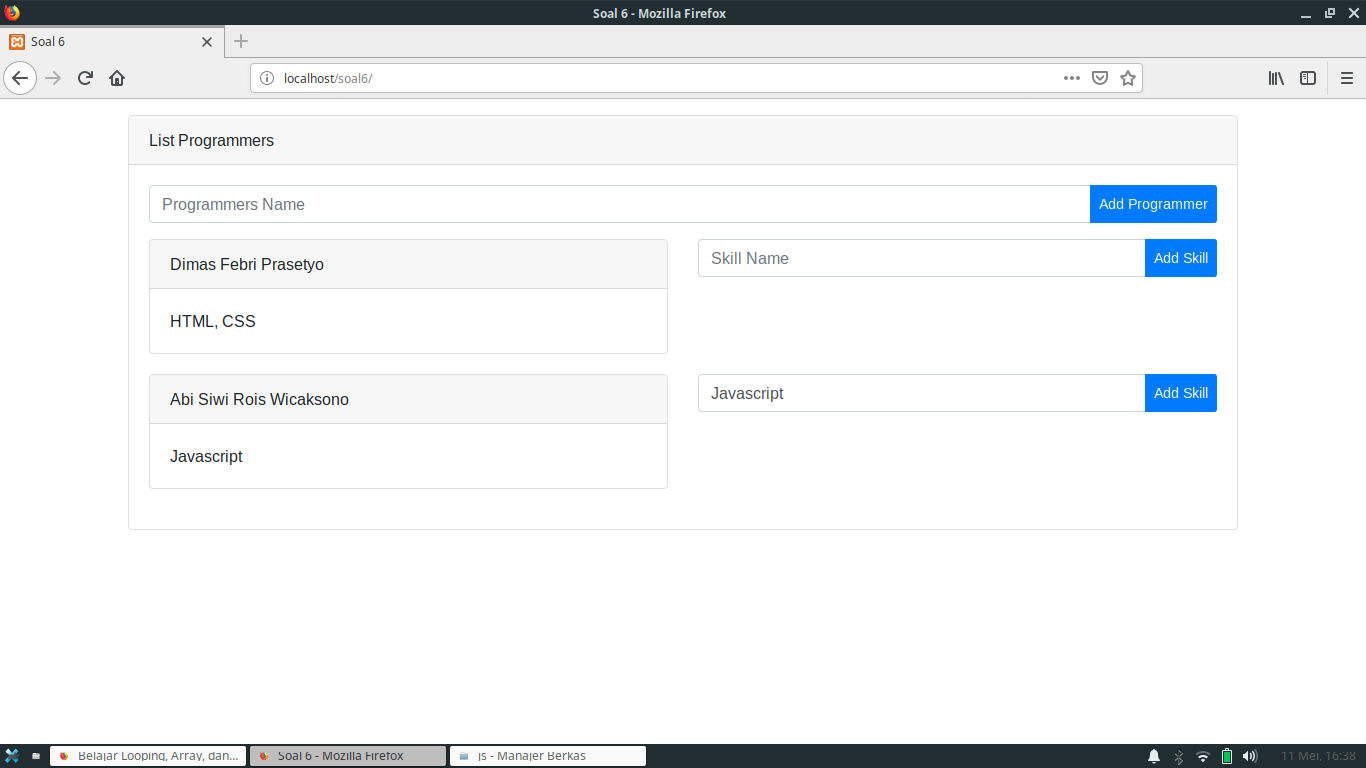 Soal 6 - Mozilla Firefox
Soal 6
localhost/soal6/
List Programmers
Programmers Name
Add Programmer
Dimas Febri Prasetyo
Skill Name
Add Skill
HTML, CSS
Abi Siwi Rois Wicaksono
Javascript
Add Skill
Javascript
Belajar Looping, Array, dan...
Soal 6 - Mozilla Firefox
js - Manajer Berkas
11 Mei, 16:38